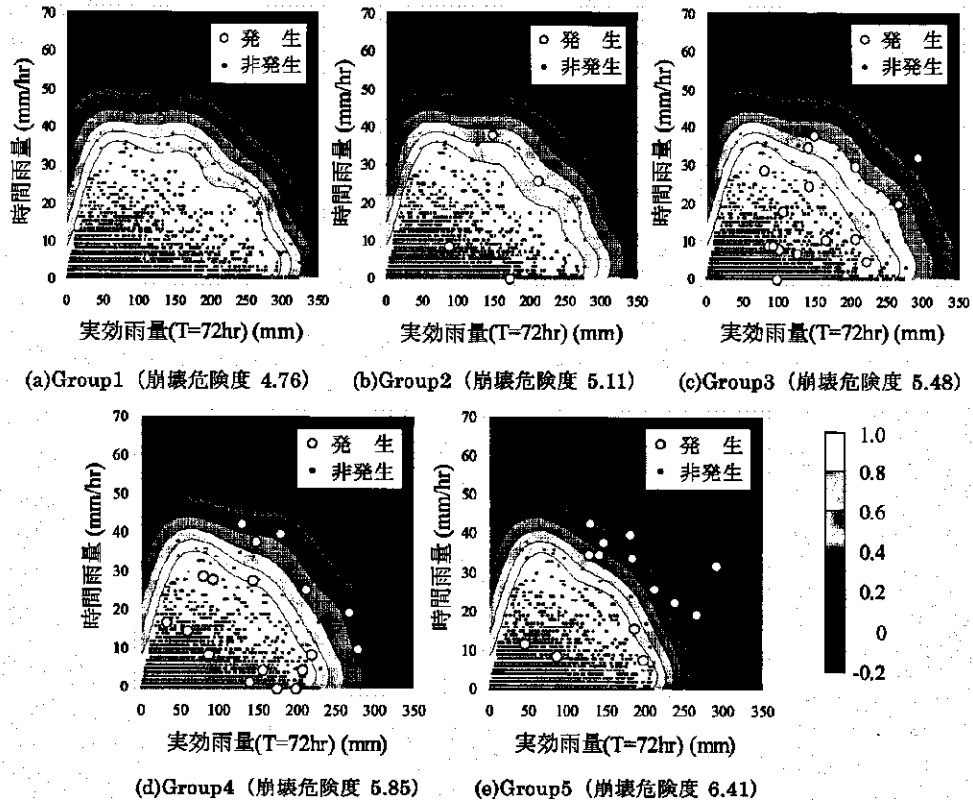 70
60
50
40
30
20
10
0
時間雨量 (mm/hr)
発　生
非発生
0 50 100 150 200 250 300 350
実効雨量(T=72hr) (mm)
(a)Group1（崩壊危険度 4.76）
70
60
50
40
30
20
10
0
時間雨量 (mm/hr)
発　生
非発生
0 50 100 150 200 250 300 350
実効雨量(T=72hr) (mm)
(b)Group2（崩壊危険度 5.11）
70
60
50
40
30
20
10
0
時間雨量 (mm/hr)
発　生
非発生
0 50 100 150 200 250 300 350
実効雨量(T=72hr) (mm)
(c)Group3（崩壊危険度 5.48）
70
60
50
40
30
20
10
0
時間雨量 (mm/hr)
発　生
非発生
0 50 100 150 200 250 300 350
実効雨量(T=72hr) (mm)
(d)Group4（崩壊危険度 5.85）
70
60
50
40
30
20
10
0
時間雨量 (mm/hr)
発　生
非発生
0 50 100 150 200 250 300 350
実効雨量(T=72hr) (mm)
(e)Group5（崩壊危険度 6.41）
1.0
0.8
0.6
0.4
0.2
0
-0.2